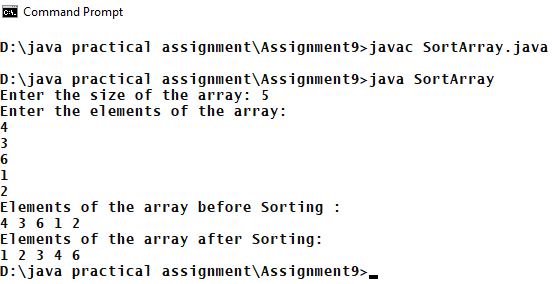 Command Prompt
D:\java practical assignment\Assignment9>javac SortArray.java
D:\java practical assignment\Assignment9>java SortArray
Enter the size of the array: 5
Enter the elements of the array:
4
3
6
1
2
Elements of the array before Sorting :
4 3 6 1 2
Elements of the array after Sorting:
1 2 3 4 6
D:\java practical assignment\Assignment9>